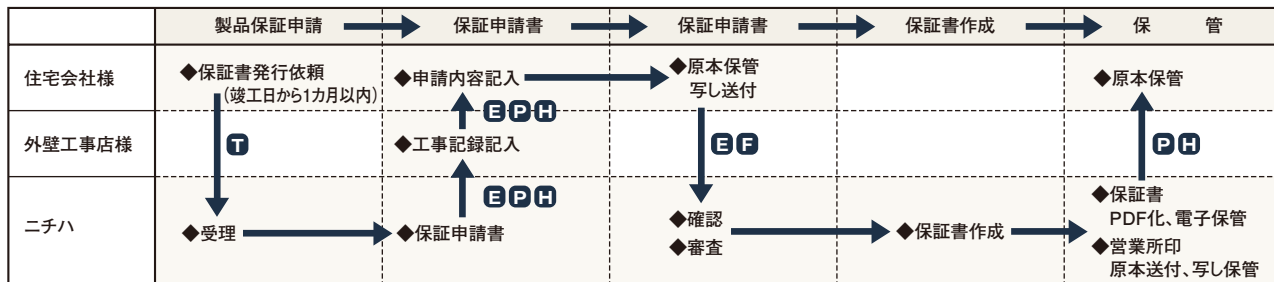 製品保証申請 保証申請書 保証申請書 保証書作成 保管
住宅会社様
◆保証書発行依頼
(竣工日から1カ月以内)
◆申請内容記入
◆原本保管
写し送付
◆原本保管
E P H
外壁工事店様
T
◆工事記録記入
E F
P H
E P H
ニチハ
◆受理
◆保証申請書
◆確認
◆審査
◆保証書作成
◆保証書
PDF化、電子保管
◆営業所印
原本送付、写し保管